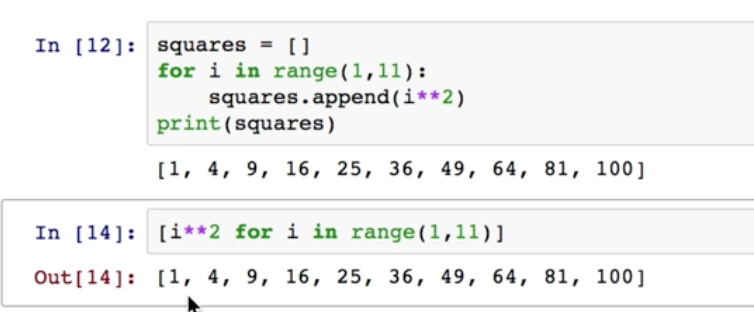 In [12]: squares = []
for i in range(1,11):
    squares.append(i**2)
print(squares)
[1, 4, 9, 16, 25, 36, 49, 64, 81, 100]
In [14]: [i**2 for i in range(1,11)]
Out[14]: [1, 4, 9, 16, 25, 36, 49, 64, 81, 100]